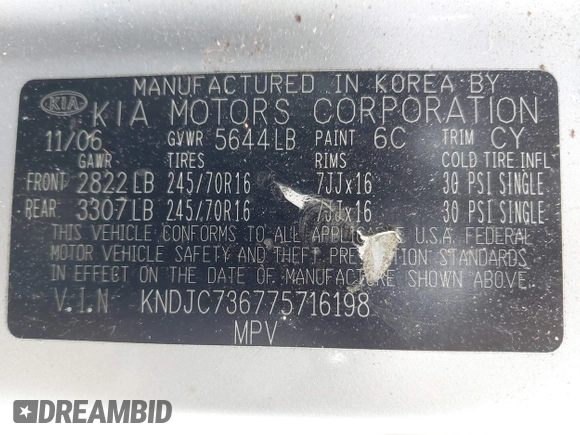 MANUFACTURED IN KOREA BY
KIA KIA MOTORS CORPORATION
11/06 GVWR 5644LB PAINT 6C TRIM CY
GAWR TIRES RIMS COLD TIRE INFL
FRONT 2822LB 245/70R16 7JJx16 30 PSI SINGLE
REAR 3307LB 245/70R16 7JJx16 30 PSI SINGLE
THIS VEHICLE CONFORMS TO ALL U.S.A. FEDERAL
MOTOR VEHICLE SAFETY AND THEFT PREVENTION STANDARDS
IN EFFECT ON THE DATE OF MANUFACTURE SHOWN ABOVE.
V.I.N KNDJC736775716198
MPV
DREAMBID